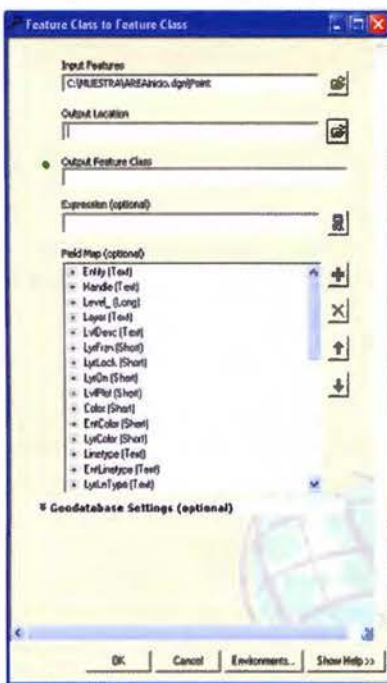 Feature Class to Feature Class
Input Features
C:\MUESTRA\AREA\inicio.dgn\Point
Output Location
Output Feature Class
Expression (optional)
SQL
Field Map (optional)
Entity (Text)
Handle (Text)
Level_ (Long)
Layer (Text)
LvlDesc (Text)
LyrFrzn (Short)
LyrLock (Short)
LyrOn (Short)
LvlPlot (Short)
Color (Short)
EntColor (Short)
LyrColor (Short)
Linetype (Text)
EntLinetype (Text)
LyrLnType (Text)
Geodatabase Settings (optional)
OK
Cancel
Environments...
Show Help >>